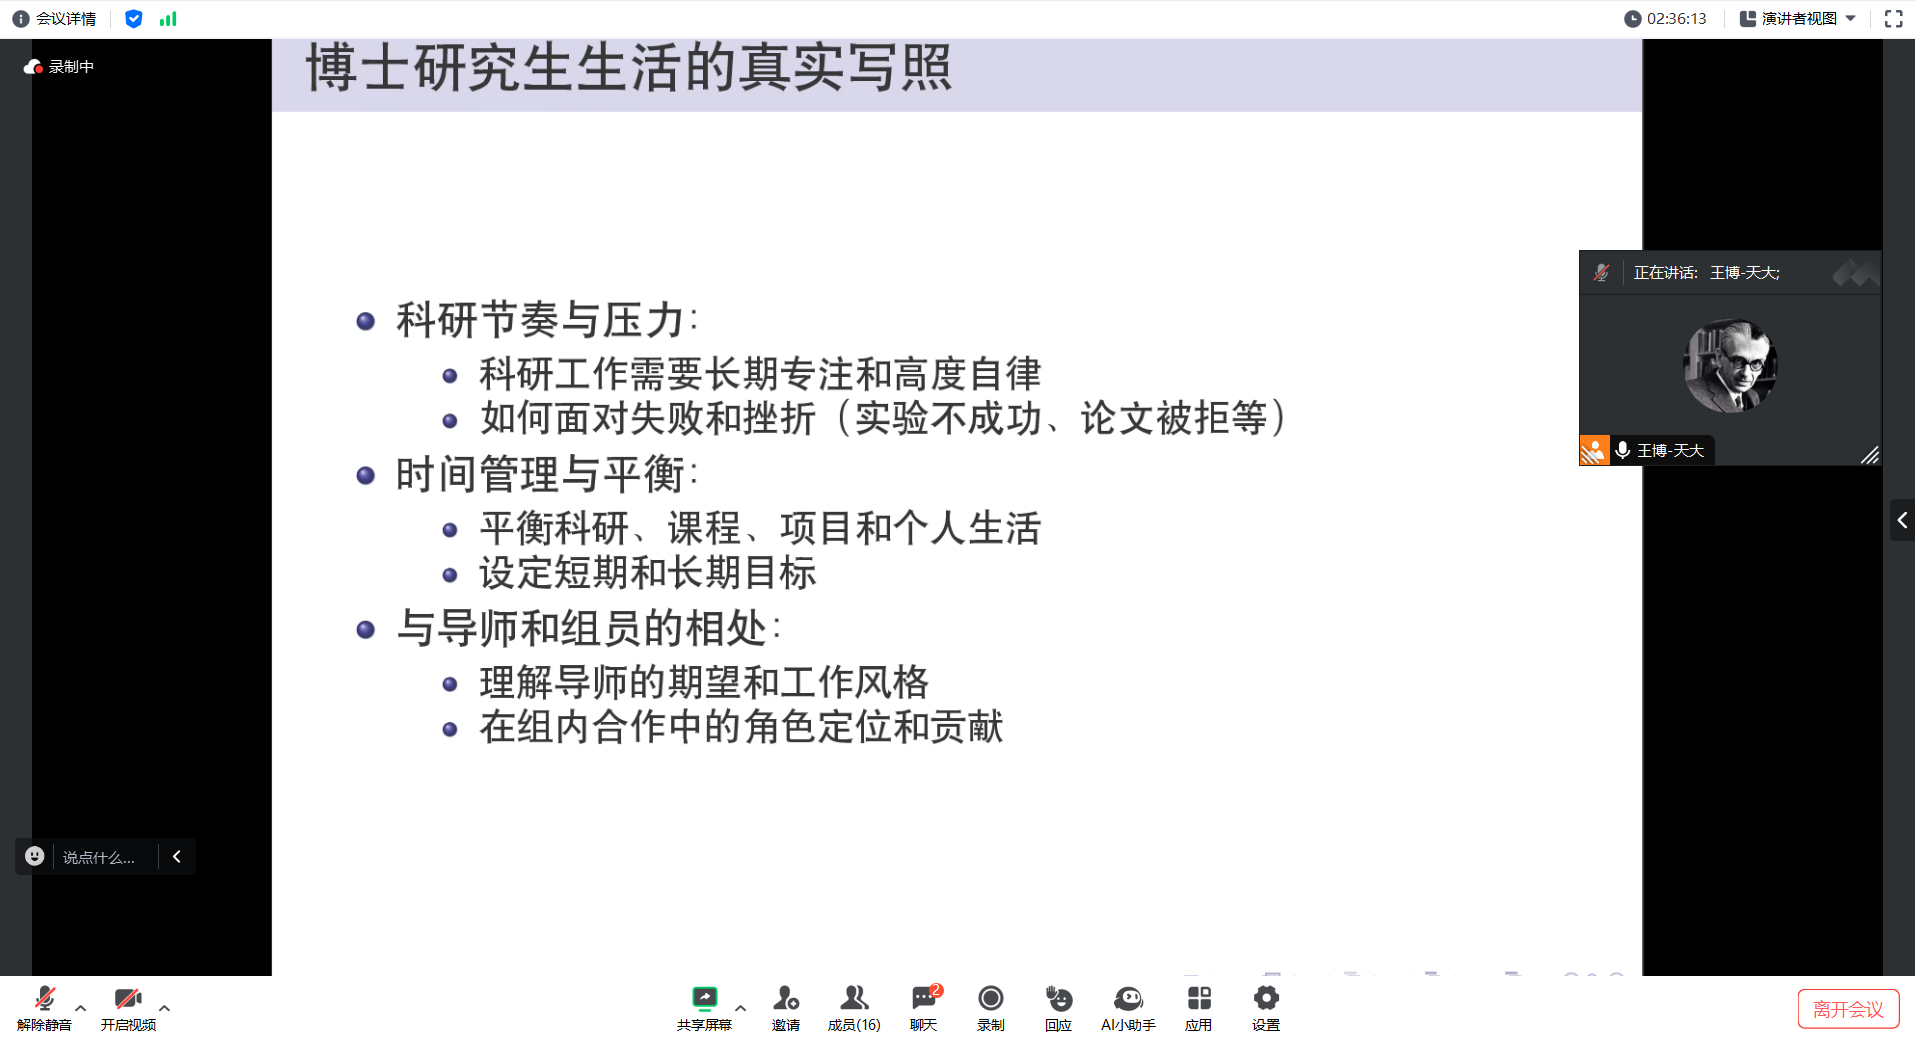 会议详情
02:36:13
演讲者视图
录制中
博士研究生生活的真实写照
正在讲话: 王博-天大;
王博-天大
科研节奏与压力:
科研工作需要长期专注和高度自律
如何面对失败和挫折（实验不成功、论文被拒等）
时间管理与平衡:
平衡科研、课程、项目和个人生活
设定短期和长期目标
与导师和组员的相处:
理解导师的期望和工作风格
在组内合作中的角色定位和贡献
说点什么...
解除静音
开启视频
共享屏幕
邀请
成员(16)
2
聊天
录制
回应
AI小助手
应用
设置
离开会议